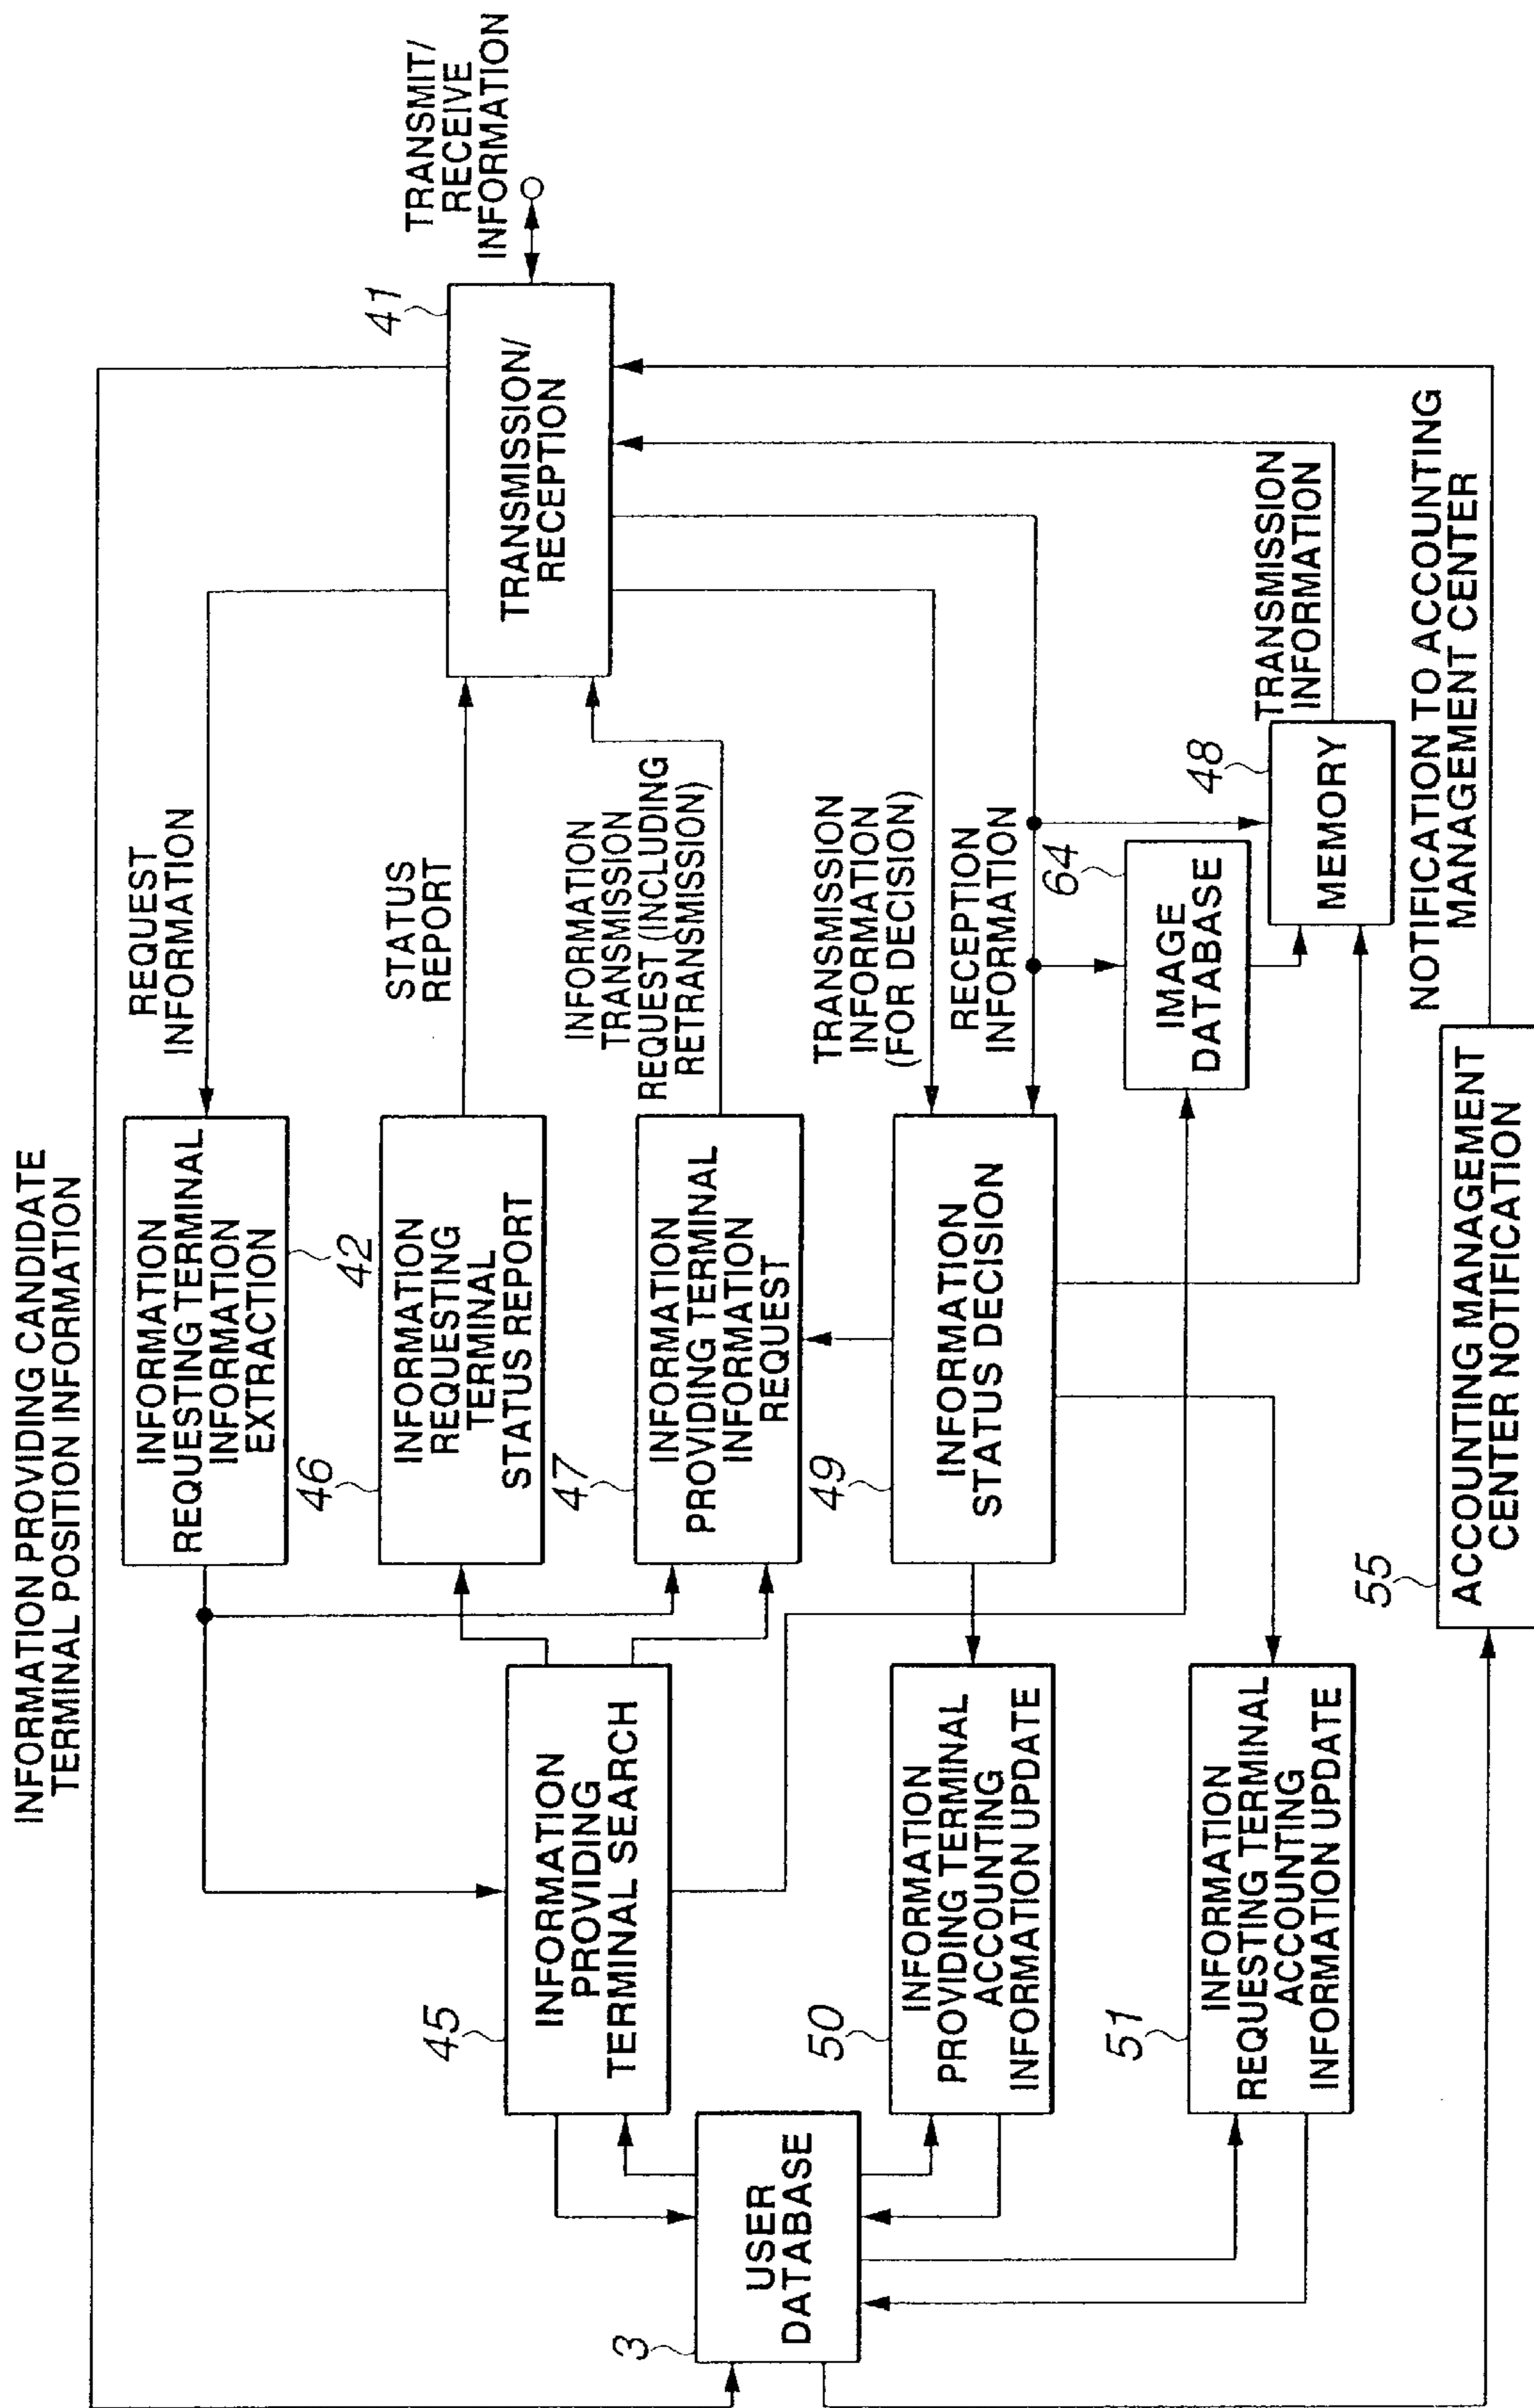 INFORMATION PROVIDING CANDIDATE
TERMINAL POSITION INFORMATION
REQUEST
INFORMATION
INFORMATION
REQUESTING TERMINAL
INFORMATION
EXTRACTION
42
STATUS
REPORT
46
INFORMATION
REQUESTING
TERMINAL
STATUS REPORT
41
TRANSMISSION/
RECEPTION
TRANSMIT/
RECEIVE
INFORMATION
45
INFORMATION
PROVIDING
TERMINAL SEARCH
47
INFORMATION
PROVIDING TERMINAL
INFORMATION
REQUEST
INFORMATION
TRANSMISSION
REQUEST (INCLUDING
RETRANSMISSION)
3
USER
DATABASE
50
INFORMATION
PROVIDING TERMINAL
ACCOUNTING
INFORMATION UPDATE
49
INFORMATION
STATUS DECISION
TRANSMISSION
INFORMATION
(FOR DECISION)
RECEPTION
INFORMATION
64
IMAGE
DATABASE
48
MEMORY
TRANSMISSION
INFORMATION
51
INFORMATION
REQUESTING TERMINAL
ACCOUNTING
INFORMATION UPDATE
55
ACCOUNTING MANAGEMENT
CENTER NOTIFICATION
NOTIFICATION TO ACCOUNTING
MANAGEMENT CENTER